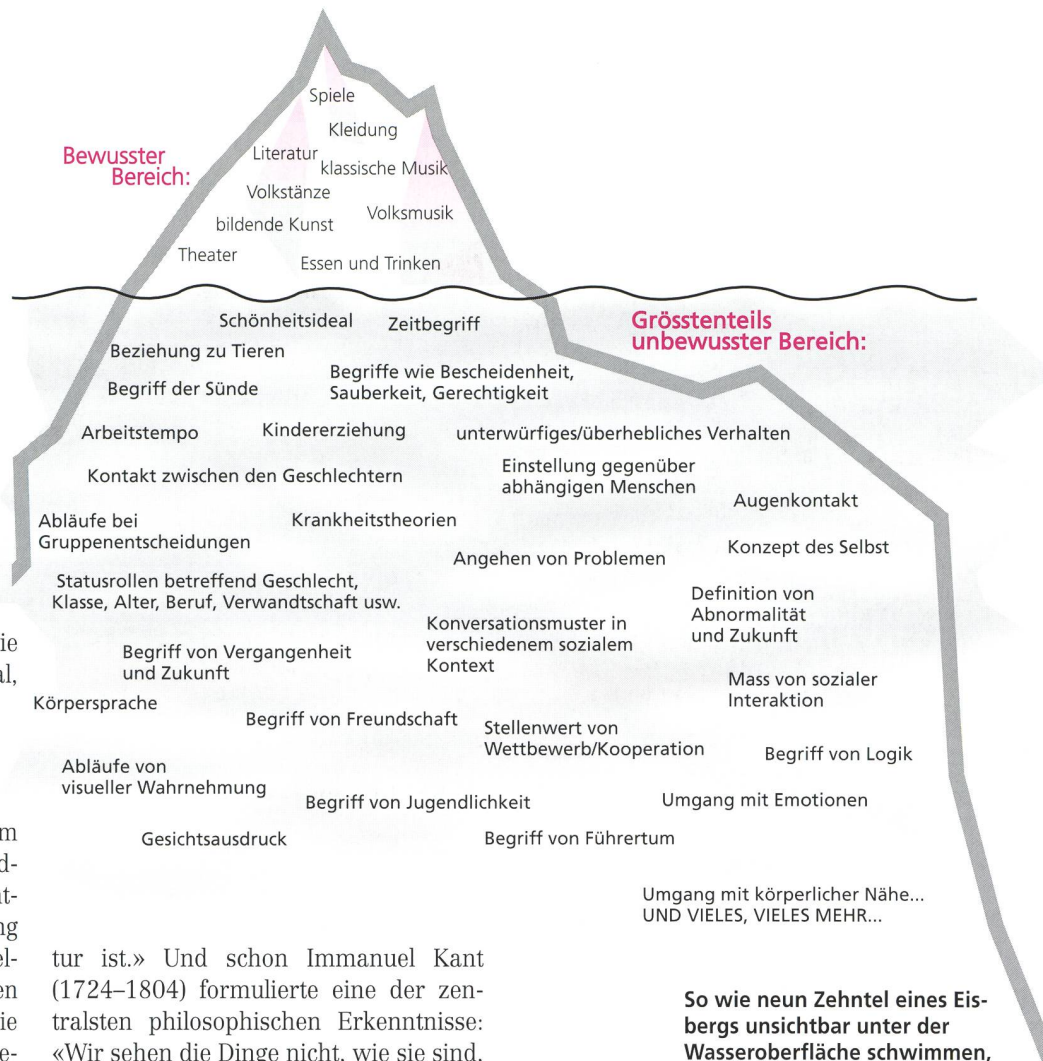 Spiele
Kleidung
Bewusster
Bereich:
Literatur
klassische Musik
Volkstänze
Volksmusik
bildende Kunst
Theater
Essen und Trinken
Schönheitsideal
Zeitbegriff
Grösstenteils
unbewusster Bereich:
Beziehung zu Tieren
Begriff der Sünde
Begriffe wie Bescheidenheit,
Sauberkeit, Gerechtigkeit
Arbeitstempo
Kindererziehung
unterwürfiges/überhebliches Verhalten
Kontakt zwischen den Geschlechtern
Einstellung gegenüber
abhängigen Menschen
Augenkontakt
Abläufe bei
Gruppenentscheidungen
Krankheitstheorien
Angehen von Problemen
Konzept des Selbst
Statusrollen betreffend Geschlecht,
Klasse, Alter, Beruf, Verwandtschaft usw.
Definition von
Abnormalität
und Zukunft
Konversationsmuster in
verschiedenem sozialem
Kontext
Begriff von Vergangenheit
und Zukunft
Mass von sozialer
Interaktion
Körpersprache
Begriff von Freundschaft
Stellenwert von
Wettbewerb/Kooperation
Begriff von Logik
Abläufe von
visueller Wahrnehmung
Begriff von Jugendlichkeit
Umgang mit Emotionen
Gesichtsausdruck
Begriff von Führertum
Umgang mit körperlicher Nähe...
UND VIELES, VIELES MEHR...
ie
al,
m
d-
nt-
ng
el-
en
ie
e-
tur ist.» Und schon Immanuel Kant
(1724–1804) formulierte eine der zen-
tralsten philosophischen Erkenntnisse:
«Wir sehen die Dinge nicht, wie sie sind,
So wie neun Zehntel eines Eis-
bergs unsichtbar unter der
Wasseroberfläche schwimmen,